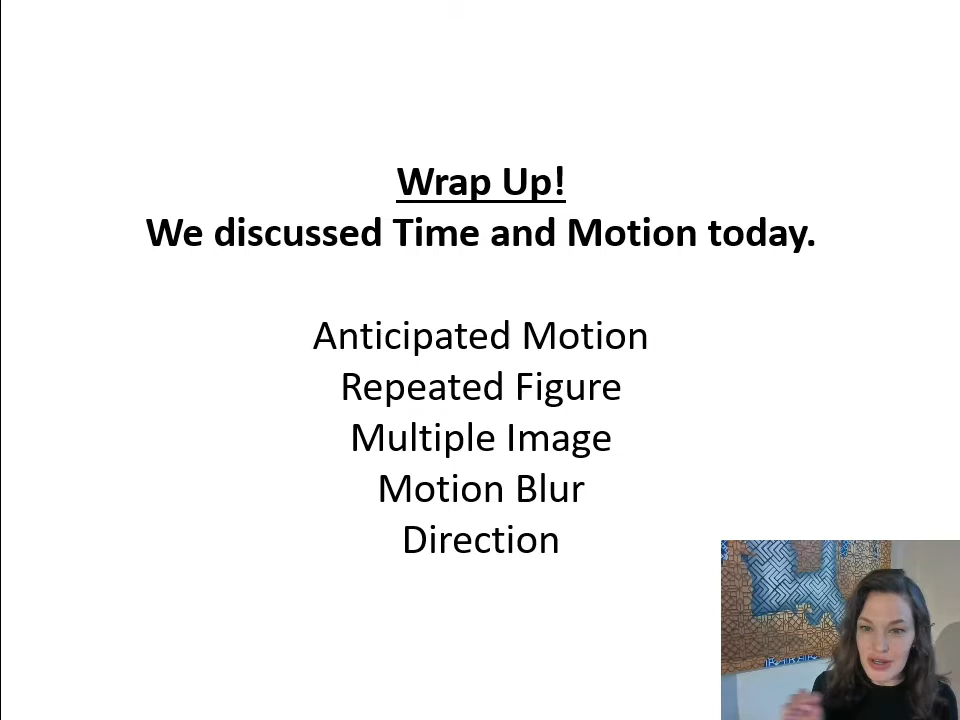 Wrap Up!
We discussed Time and Motion today.
Anticipated Motion
Repeated Figure
Multiple Image
Motion Blur
Direction